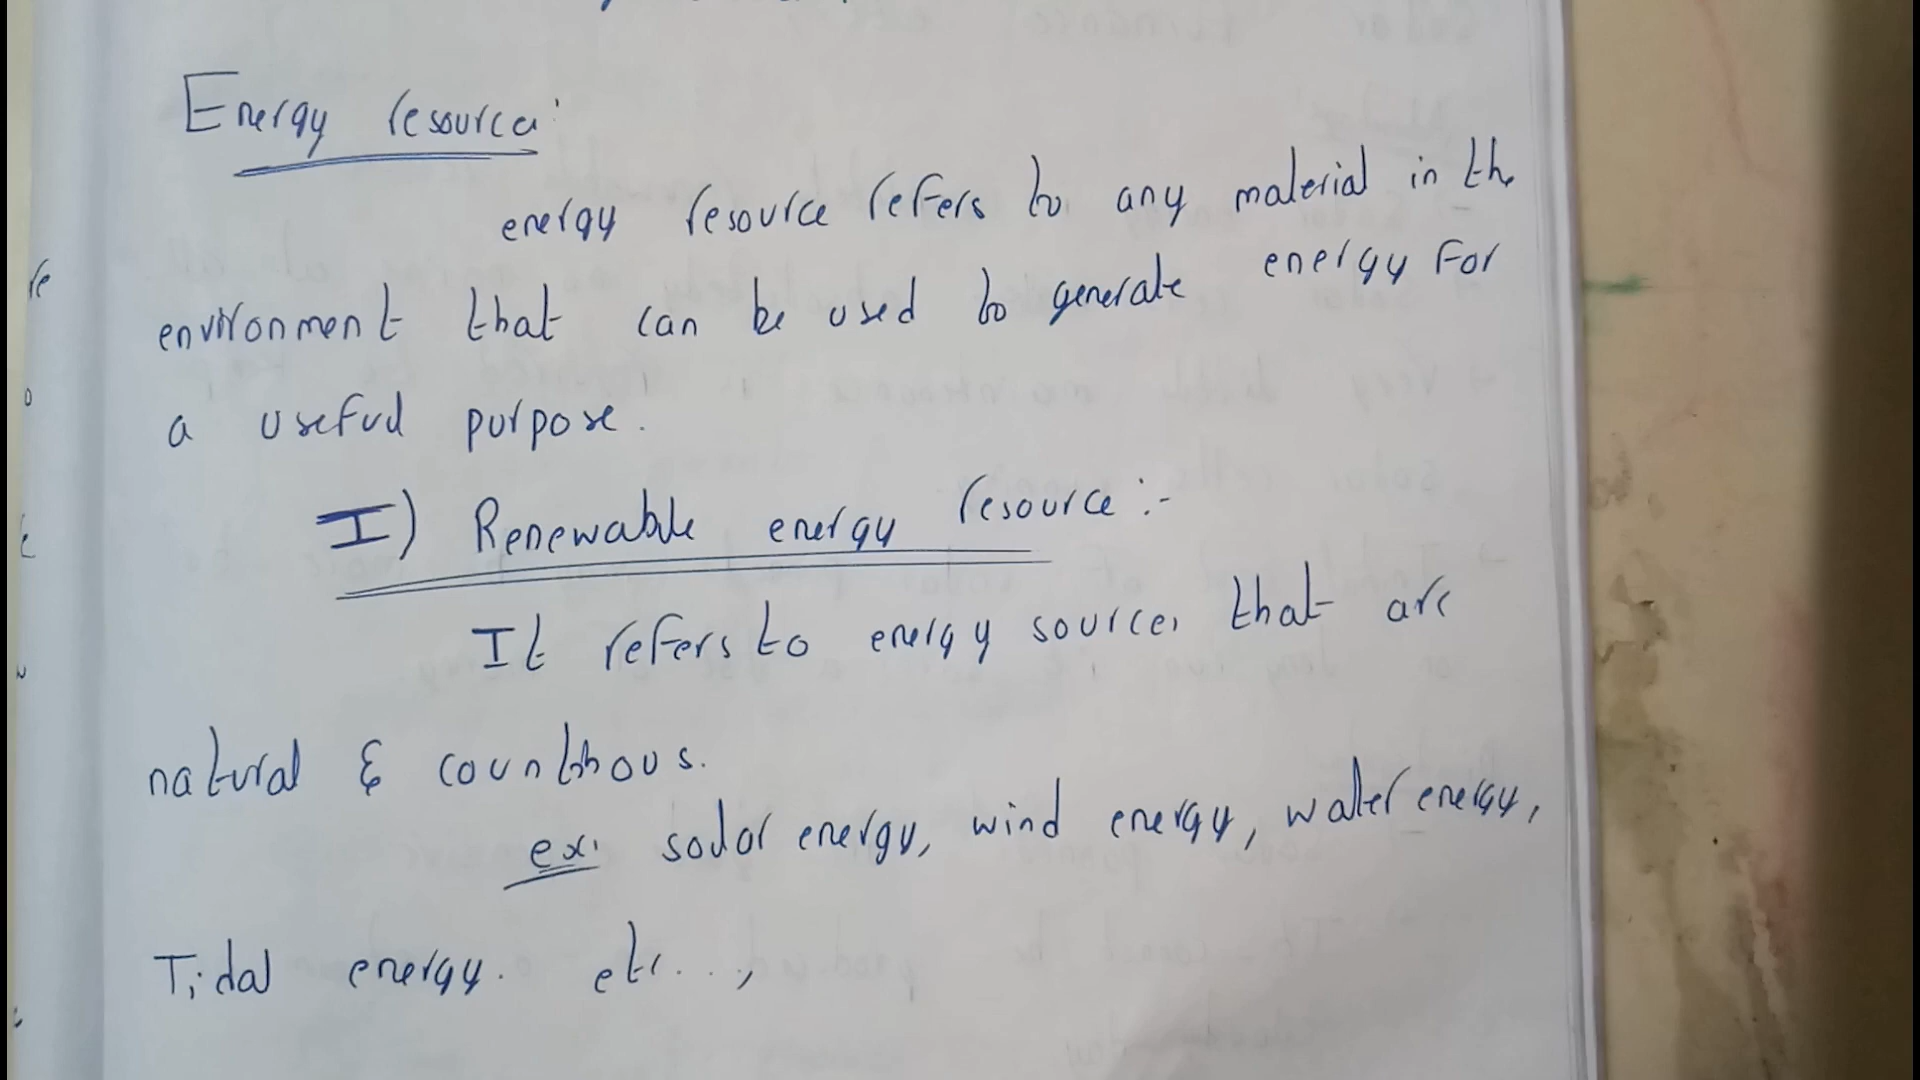 Energy resource:
energy resource refers to any material in the
environment that can be used to generate energy for
a useful purpose.
I) Renewable energy resource :-
It refers to energy sources that are
natural & countinous.
ex: solar energy, wind energy, water energy,
Tidal energy. etc...,